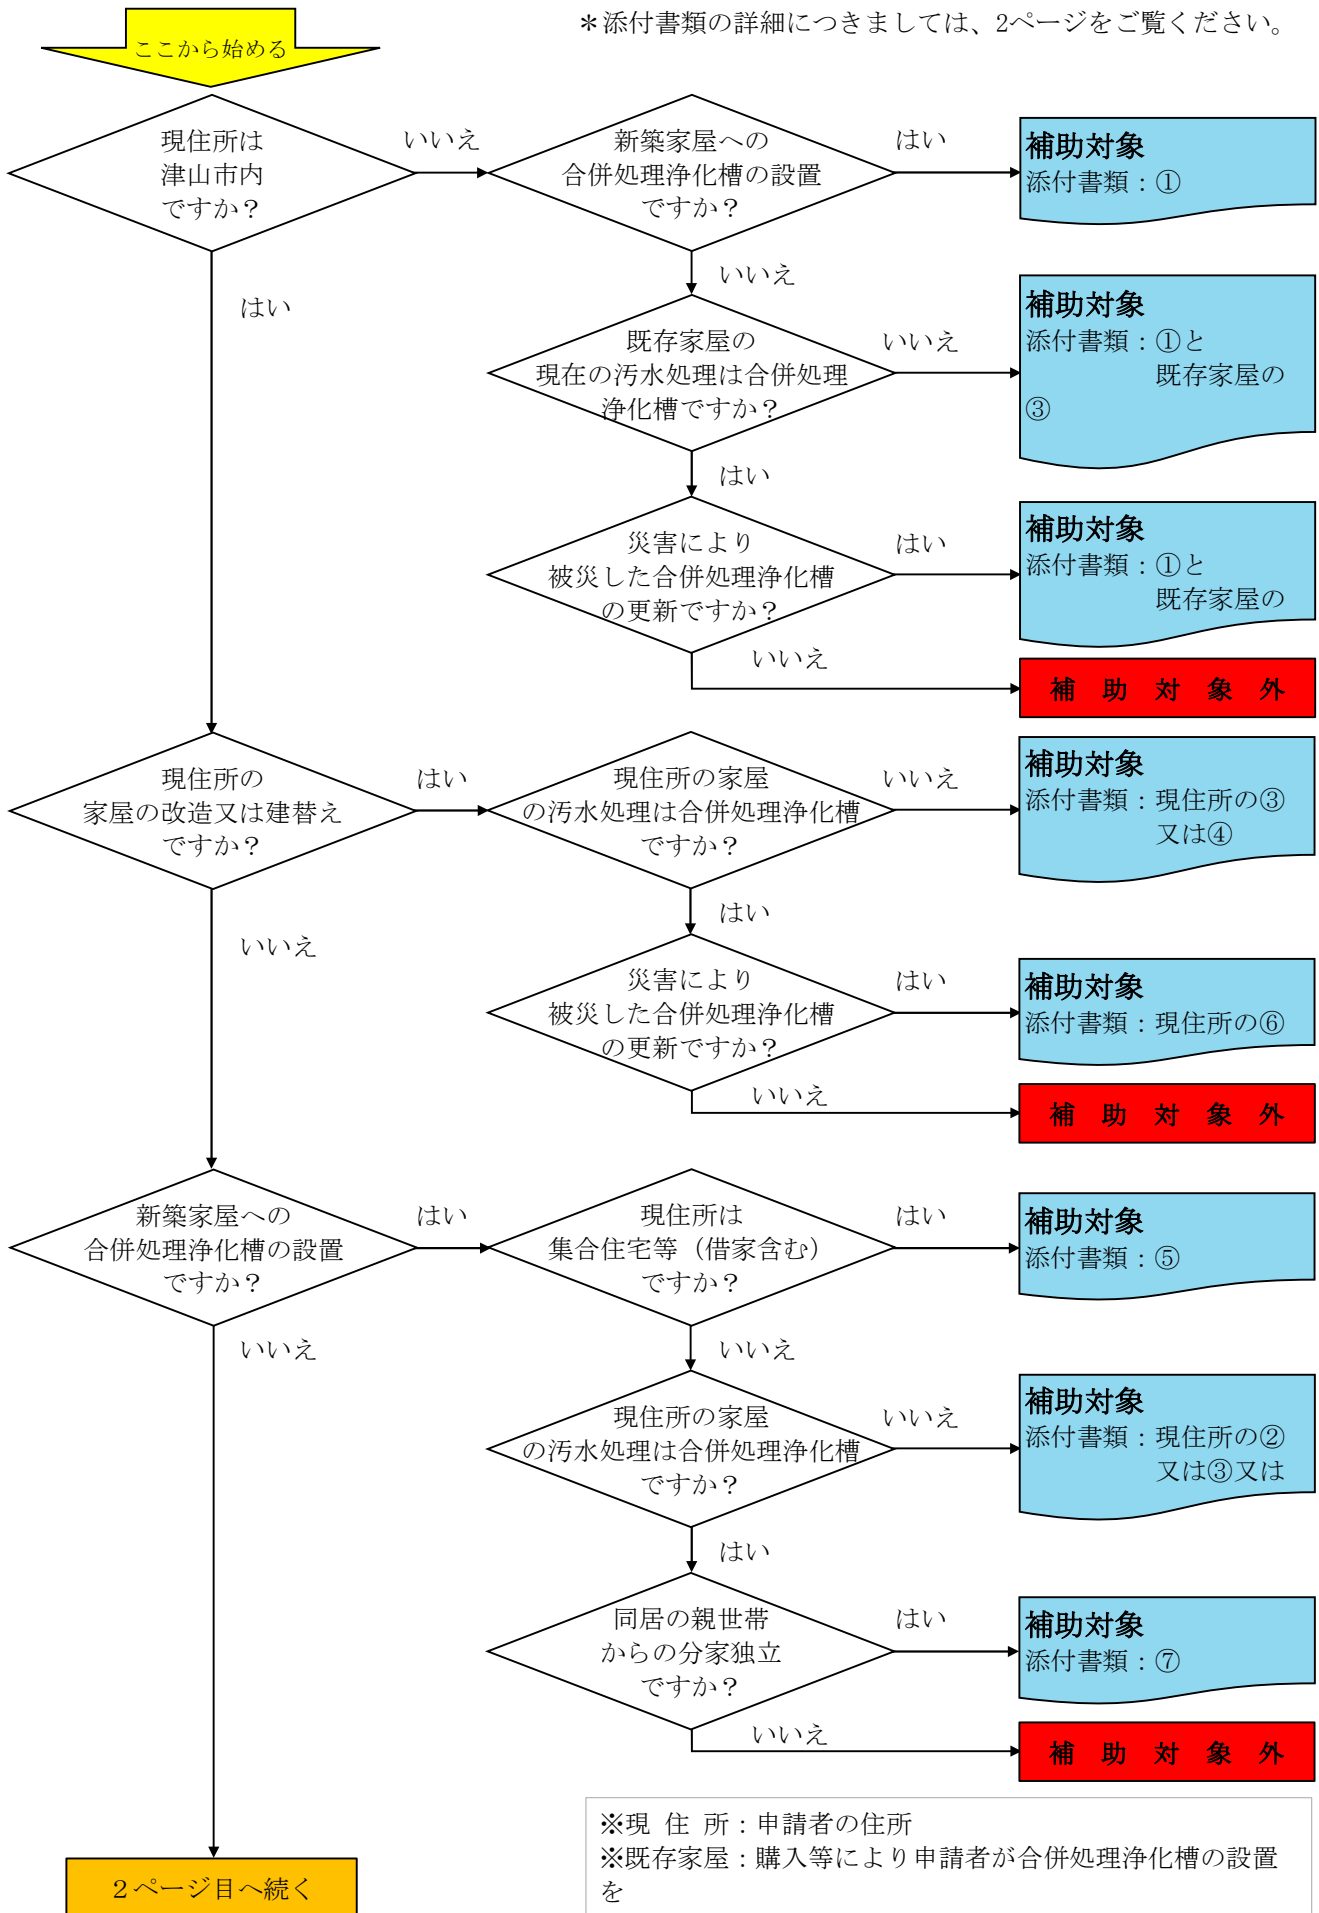 *添付書類の詳細につきましては、2ページをご覧ください。
ここから始める
現住所は
津山市内
ですか？
いいえ
新築家屋への
合併処理浄化槽の設置
ですか？
はい
補助対象
添付書類：①
はい
いいえ
既存家屋の
現在の汚水処理は合併処理
浄化槽ですか？
いいえ
補助対象
添付書類：①と
既存家屋の
③
はい
災害により
被災した合併処理浄化槽
の更新ですか？
はい
補助対象
添付書類：①と
既存家屋の
いいえ
補 助 対 象 外
現住所の
家屋の改造又は建替え
ですか？
はい
現住所の家屋
の汚水処理は合併処理浄化槽
ですか？
いいえ
補助対象
添付書類：現住所の③
又は④
いいえ
はい
災害により
被災した合併処理浄化槽
の更新ですか？
はい
補助対象
添付書類：現住所の⑥
いいえ
補 助 対 象 外
新築家屋への
合併処理浄化槽の設置
ですか？
はい
現住所は
集合住宅等（借家含む）
ですか？
はい
補助対象
添付書類：⑤
いいえ
いいえ
現住所の家屋
の汚水処理は合併処理浄化槽
ですか？
いいえ
補助対象
添付書類：現住所の②
又は③又は
はい
同居の親世帯
からの分家独立
ですか？
はい
補助対象
添付書類：⑦
いいえ
補 助 対 象 外
※現 住 所：申請者の住所
※既存家屋：購入等により申請者が合併処理浄化槽の設置
を
２ページ目へ続く